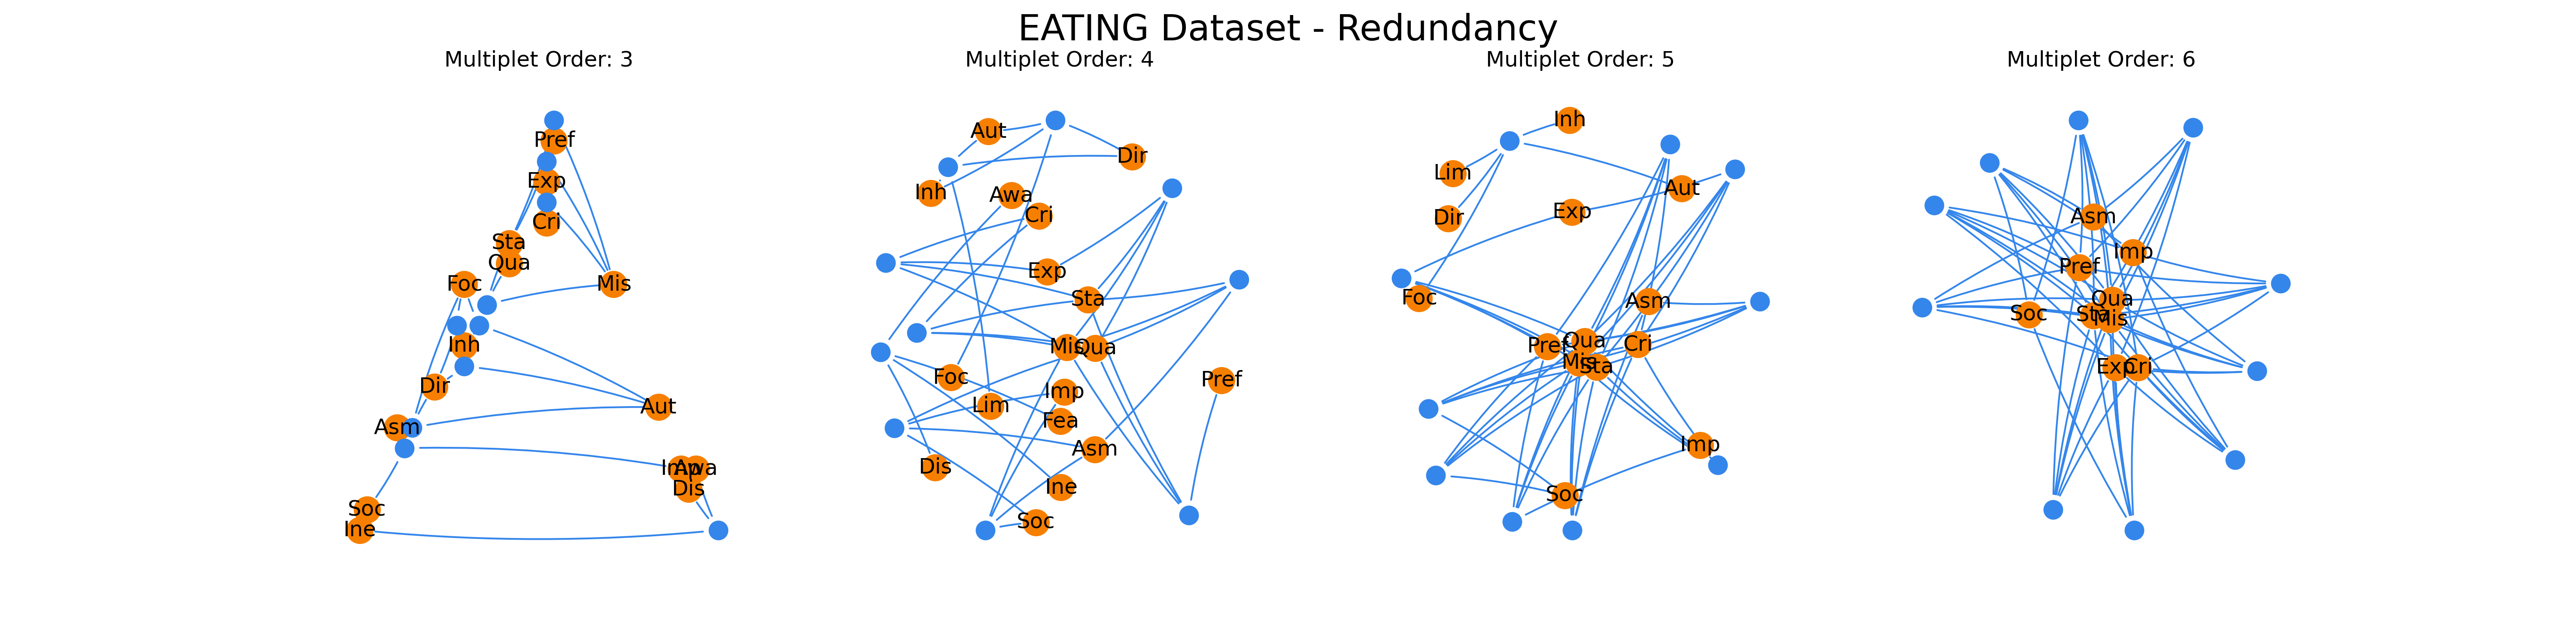 EATING Dataset - Redundancy
Multiplet Order: 3
Pref
Exp
Cri
Sta
Qua
Foc
Mis
Inh
Dir
Aut
Asm
Imp
Awa
Dis
Soc
Ine
Multiplet Order: 4
Aut
Dir
Inh
Awa
Cri
Exp
Sta
Mis
Qua
Foc
Pref
Imp
Lim
Fea
Asm
Dis
Ine
Soc
Multiplet Order: 5
Inh
Lim
Aut
Exp
Dir
Foc
Asm
Qua
Pref
Cri
Mis
Sta
Imp
Soc
Multiplet Order: 6
Asm
Imp
Pref
Qua
Soc
Sta
Mis
Exp
Cri